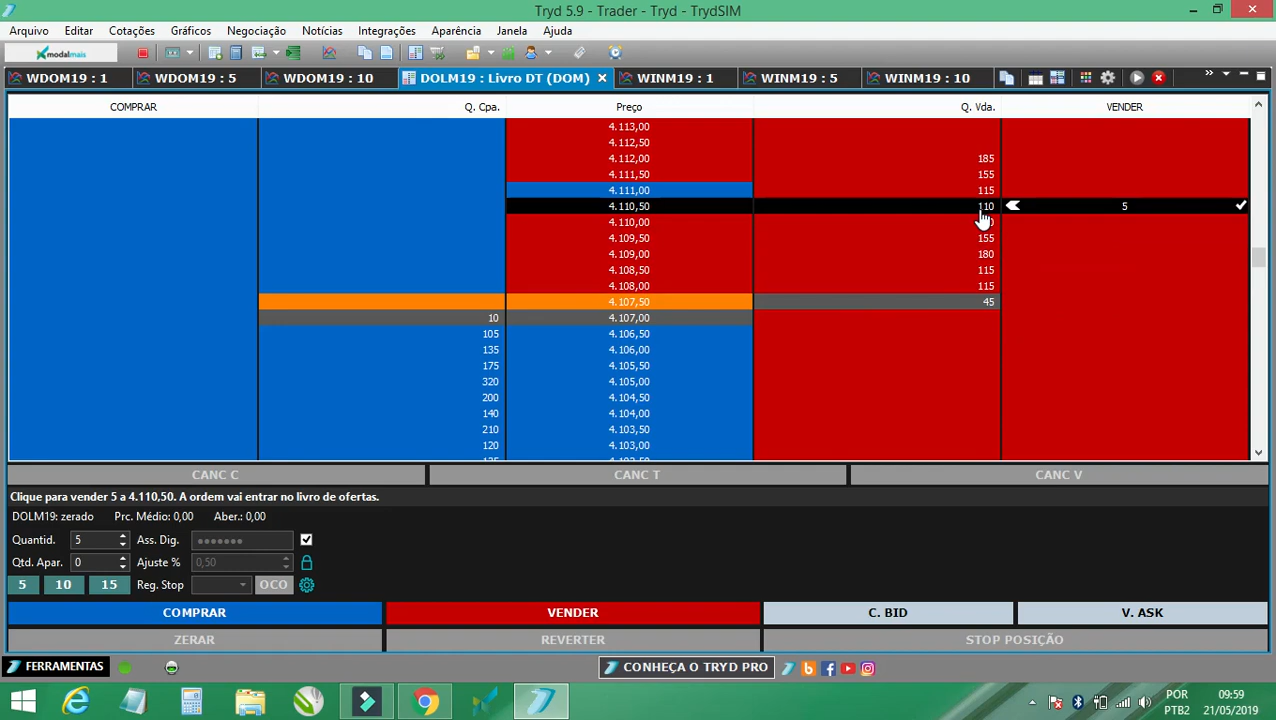 Tryd 5.9 - Trader - Tryd - TrydSIM
Arquivo Editar Cotações Gráficos Negociação Notícias Integrações Aparência Janela Ajuda
modalmais
WDOM19 : 1 WDOM19 : 5 WDOM19 : 10 DOLM19 : Livro DT (DOM) WINM19 : 1 WINM19 : 5 WINM19 : 10
COMPRAR Q. Cpa. Preço Q. Vda. VENDER
4.113,00
4.112,50
4.112,00 185
4.111,50 155
4.111,00 115
4.110,50 110 5
4.110,00
4.109,50 155
4.109,00 180
4.108,50 115
4.108,00 115
4.107,50 45
10 4.107,00
105 4.106,50
135 4.106,00
175 4.105,50
320 4.105,00
200 4.104,50
140 4.104,00
210 4.103,50
120 4.103,00
CANC C CANC T CANC V
Clique para vender 5 a 4.110,50. A ordem vai entrar no livro de ofertas.
DOLM19: zerado Prc. Médio: 0,00 Aber.: 0,00
Quantid. 5 Ass. Dig. •••••••
Qtd. Apar. 0 Ajuste % 0,50
5 10 15 Reg. Stop OCO
COMPRAR VENDER C. BID V. ASK
ZERAR REVERTER STOP POSIÇÃO
FERRAMENTAS CONHEÇA O TRYD PRO
POR 09:59
PTB2 21/05/2019